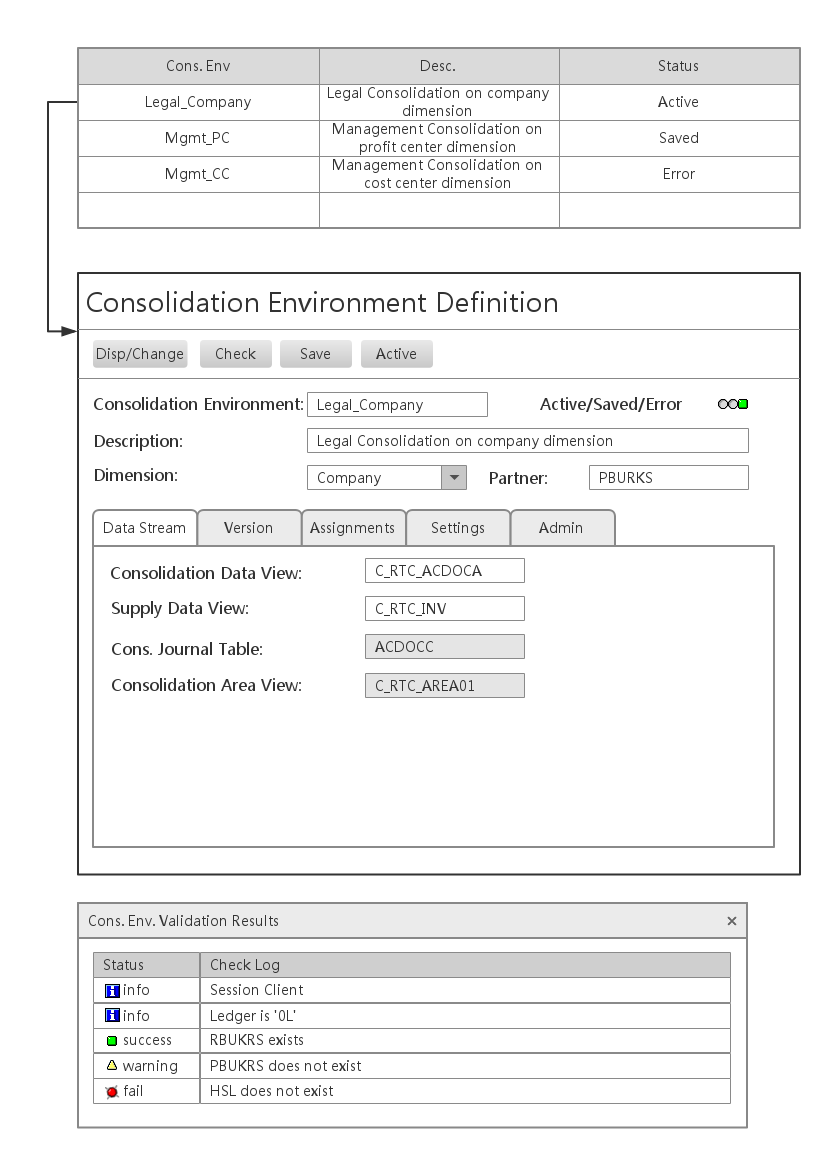 Cons. Env Desc. Status
Legal_Company Legal Consolidation on company dimension Active
Mgmt_PC Management Consolidation on profit center dimension Saved
Mgmt_CC Management Consolidation on cost center dimension Error
Consolidation Environment Definition
Disp/Change Check Save Active
Consolidation Environment: Legal_Company Active/Saved/Error
Description: Legal Consolidation on company dimension
Dimension: Company Partner: PBURKS
Data Stream Version Assignments Settings Admin
Consolidation Data View: C_RTC_ACDOCA
Supply Data View: C_RTC_INV
Cons. Journal Table: ACDOCC
Consolidation Area View: C_RTC_AREA01
Cons. Env. Validation Results ×
Status Check Log
info Session Client
info Ledger is '0L'
success RBUKRS exists
warning PBUKRS does not exist
fail HSL does not exist